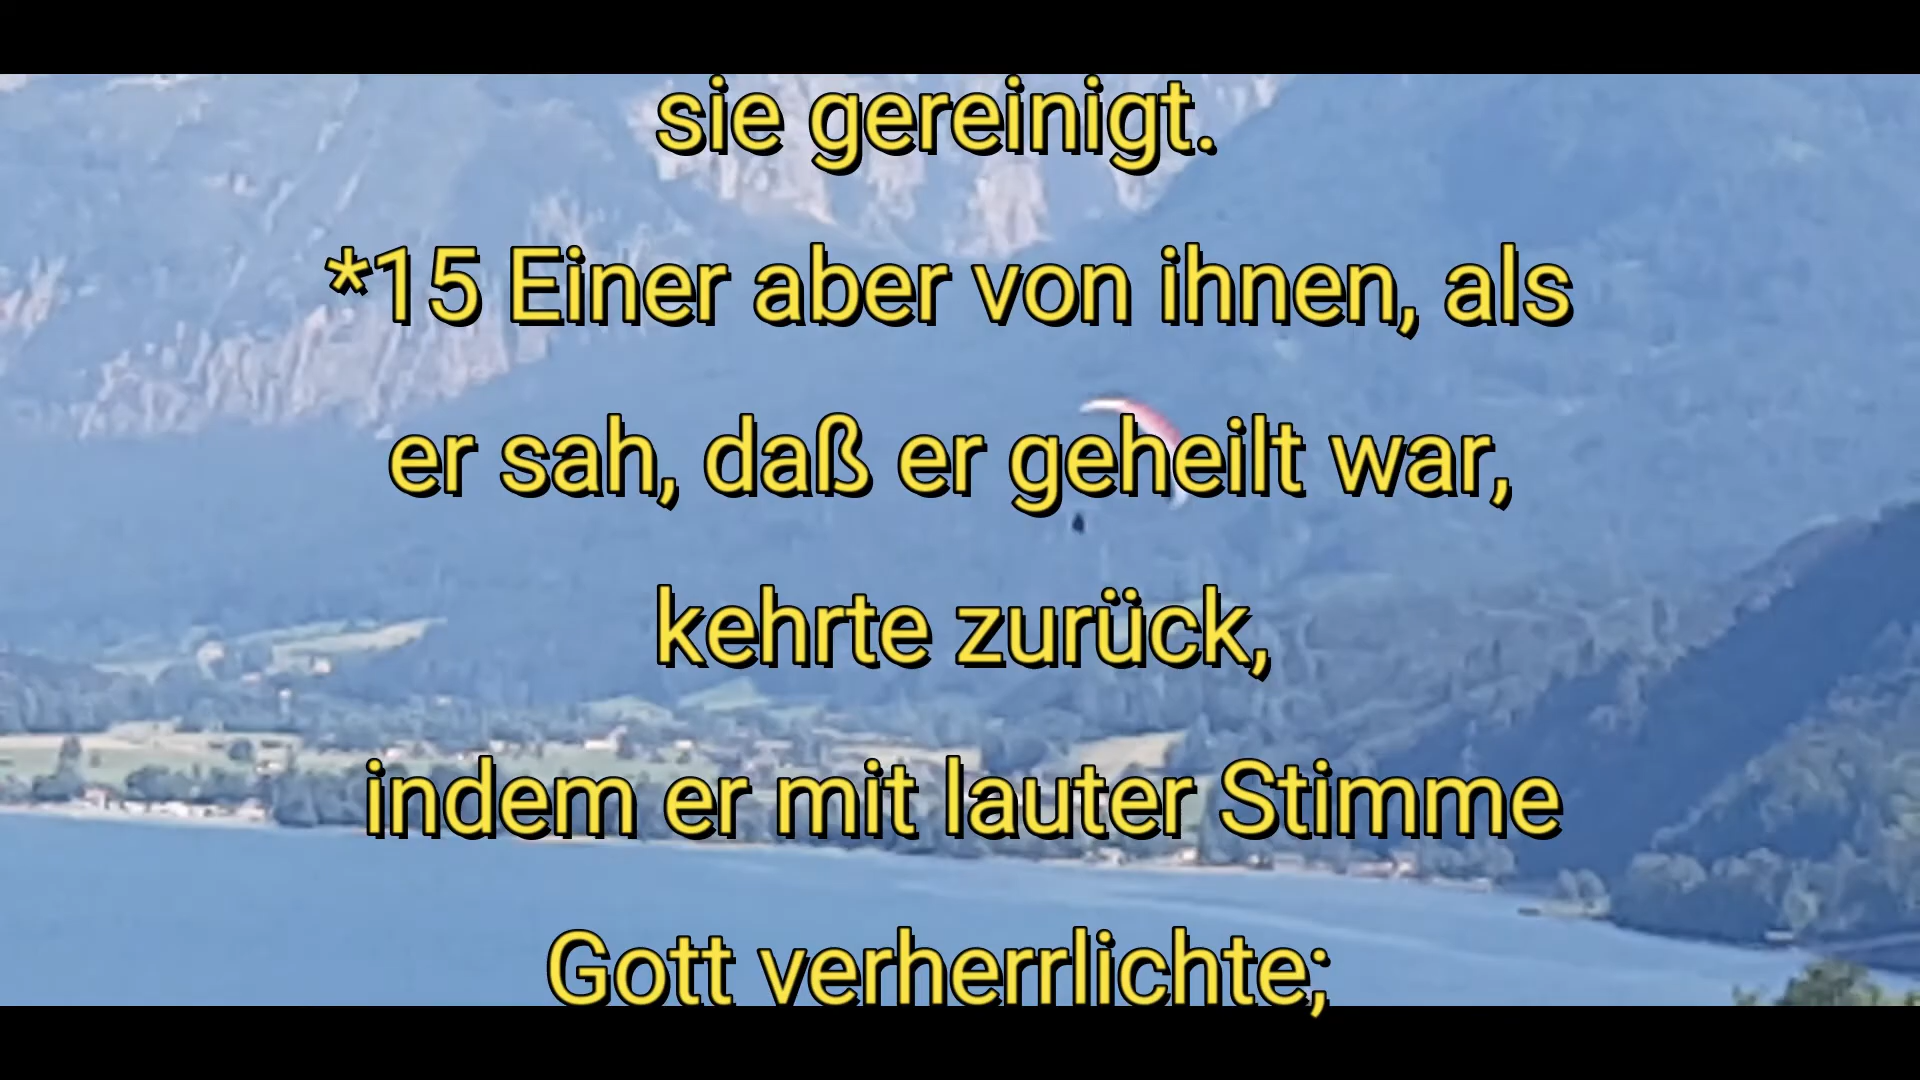 sie gereinigt.
*15 Einer aber von ihnen, als
er sah, daß er geheilt war,
kehrte zurück,
indem er mit lauter Stimme
Gott verherrlichte;